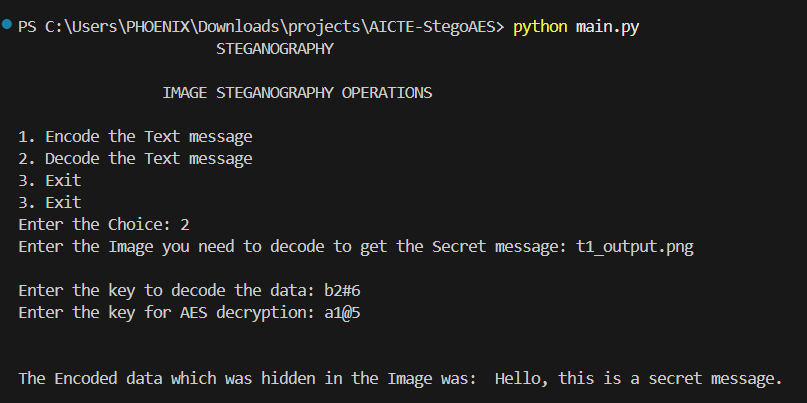 PS C:\Users\PHOENIX\Downloads\projects\AICTE-StegoAES> python main.py
STEGANOGRAPHY
IMAGE STEGANOGRAPHY OPERATIONS
1. Encode the Text message
2. Decode the Text message
3. Exit
3. Exit
Enter the Choice: 2
Enter the Image you need to decode to get the Secret message: t1_output.png
Enter the key to decode the data: b2#6
Enter the key for AES decryption: a1@5
The Encoded data which was hidden in the Image was:  Hello, this is a secret message.